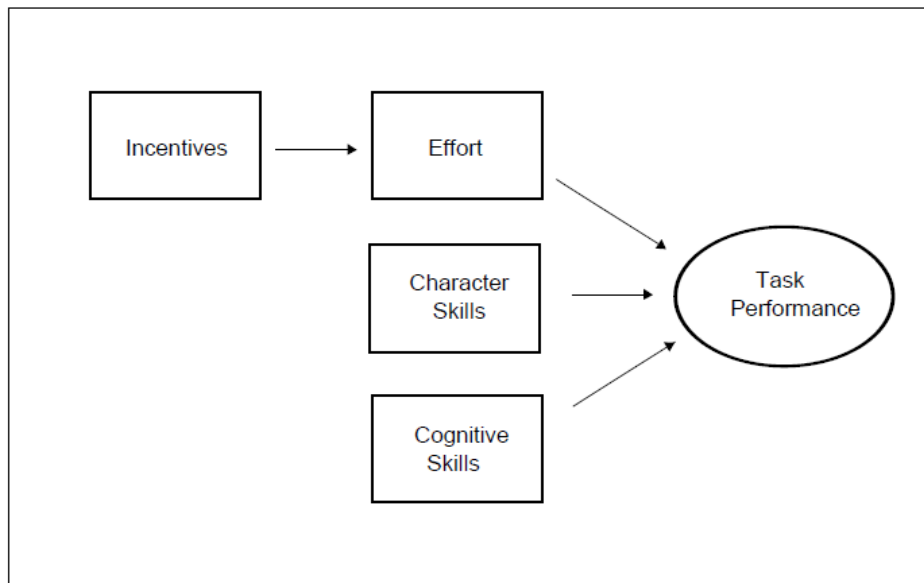 Incentives
Effort
Character
Skills
Cognitive
Skills
Task
Performance